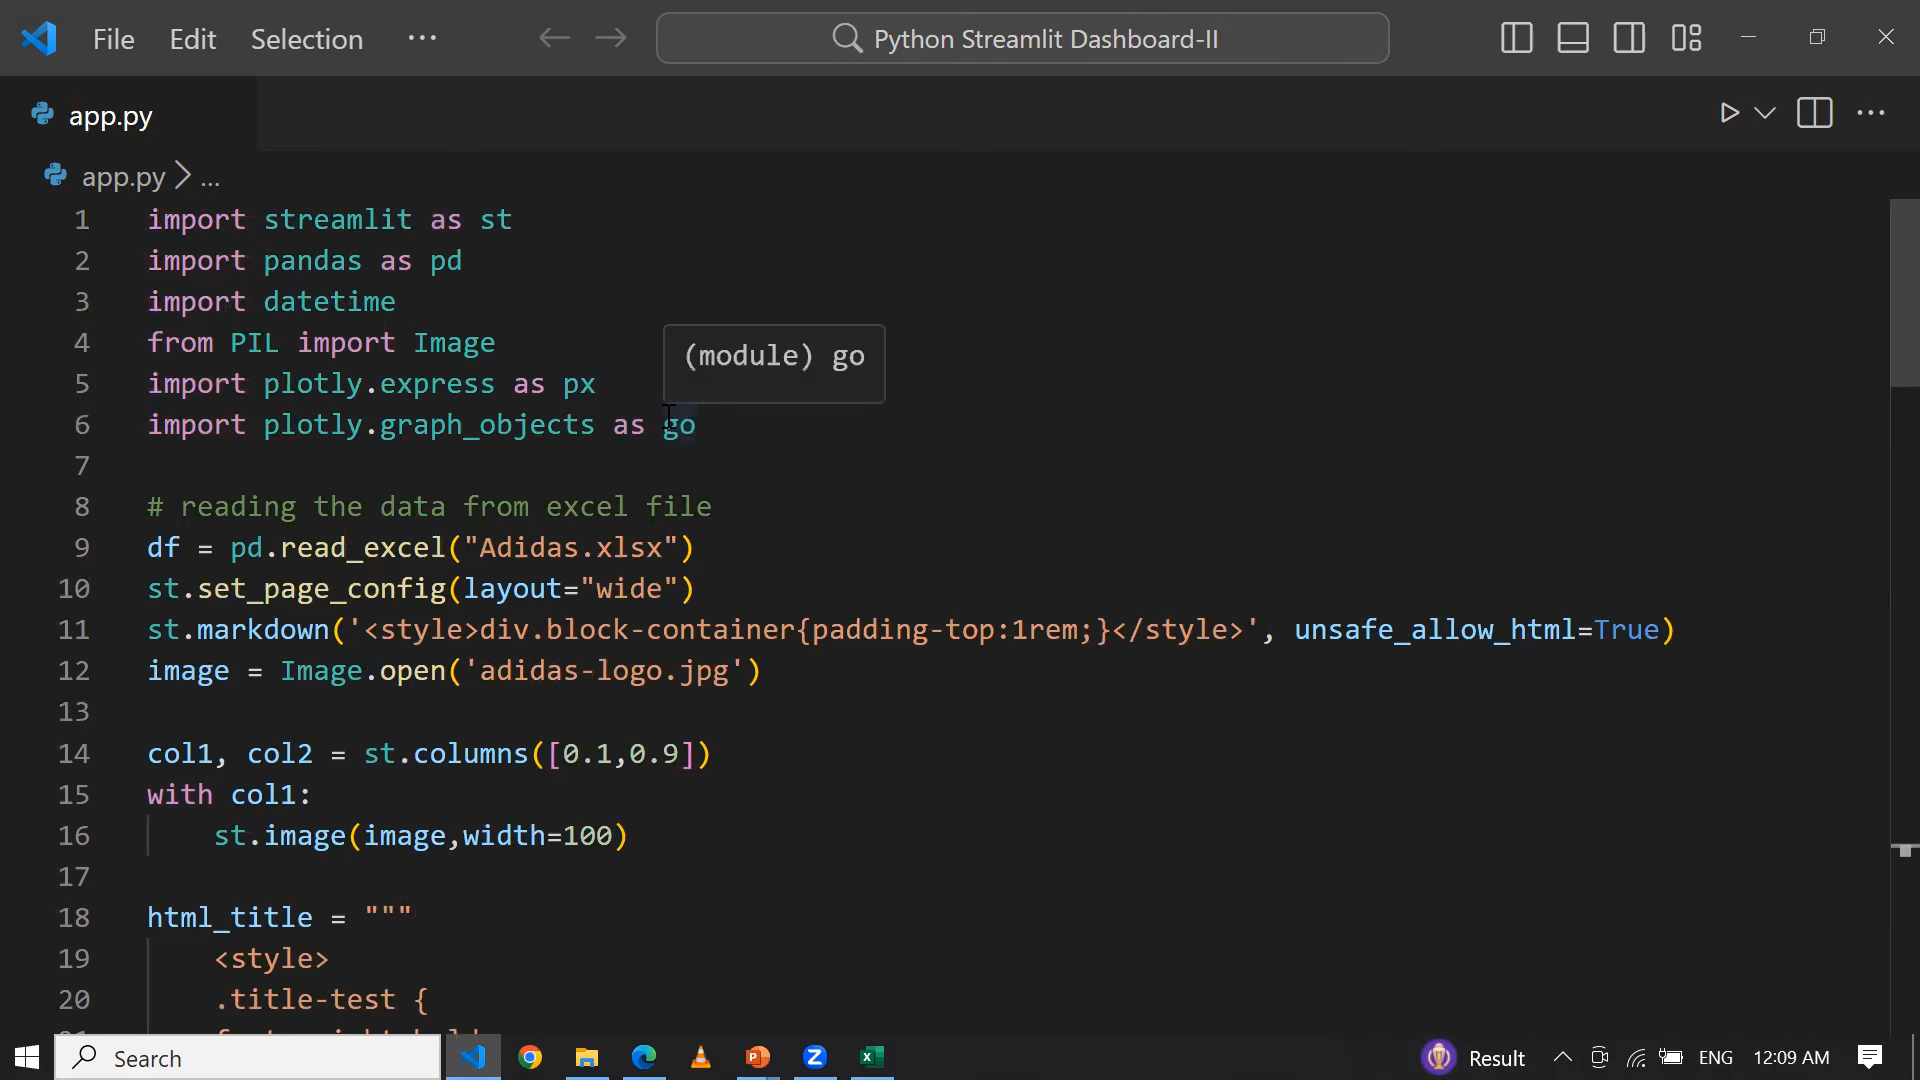 File Edit Selection ··· Python Streamlit Dashboard-II
app.py
app.py > ...
1 import streamlit as st
2 import pandas as pd
3 import datetime
4 from PIL import Image
(module) go
5 import plotly.express as px
6 import plotly.graph_objects as go
7
8 # reading the data from excel file
9 df = pd.read_excel("Adidas.xlsx")
10 st.set_page_config(layout="wide")
11 st.markdown('<style>div.block-container{padding-top:1rem;}</style>', unsafe_allow_html=True)
12 image = Image.open('adidas-logo.jpg')
13
14 col1, col2 = st.columns([0.1,0.9])
15 with col1:
16 st.image(image,width=100)
17
18 html_title = """
19 <style>
20 .title-test {
Search Result ENG 12:09 AM